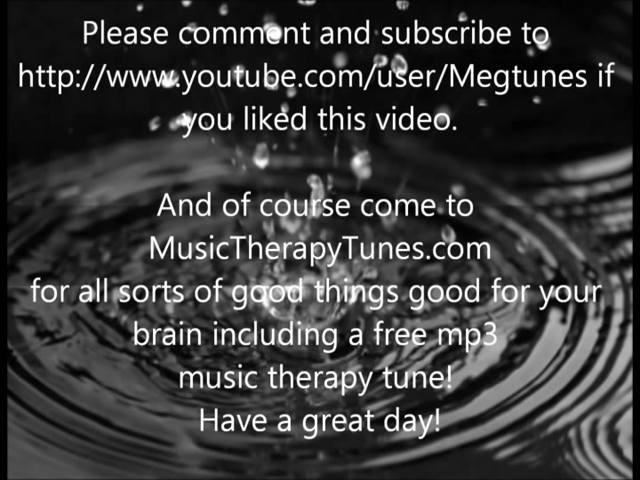 Please comment and subscribe to
http://www.youtube.com/user/Megtunes if
you liked this video.
And of course come to
MusicTherapyTunes.com
for all sorts of good things good for your
brain including a free mp3
music therapy tune!
Have a great day!